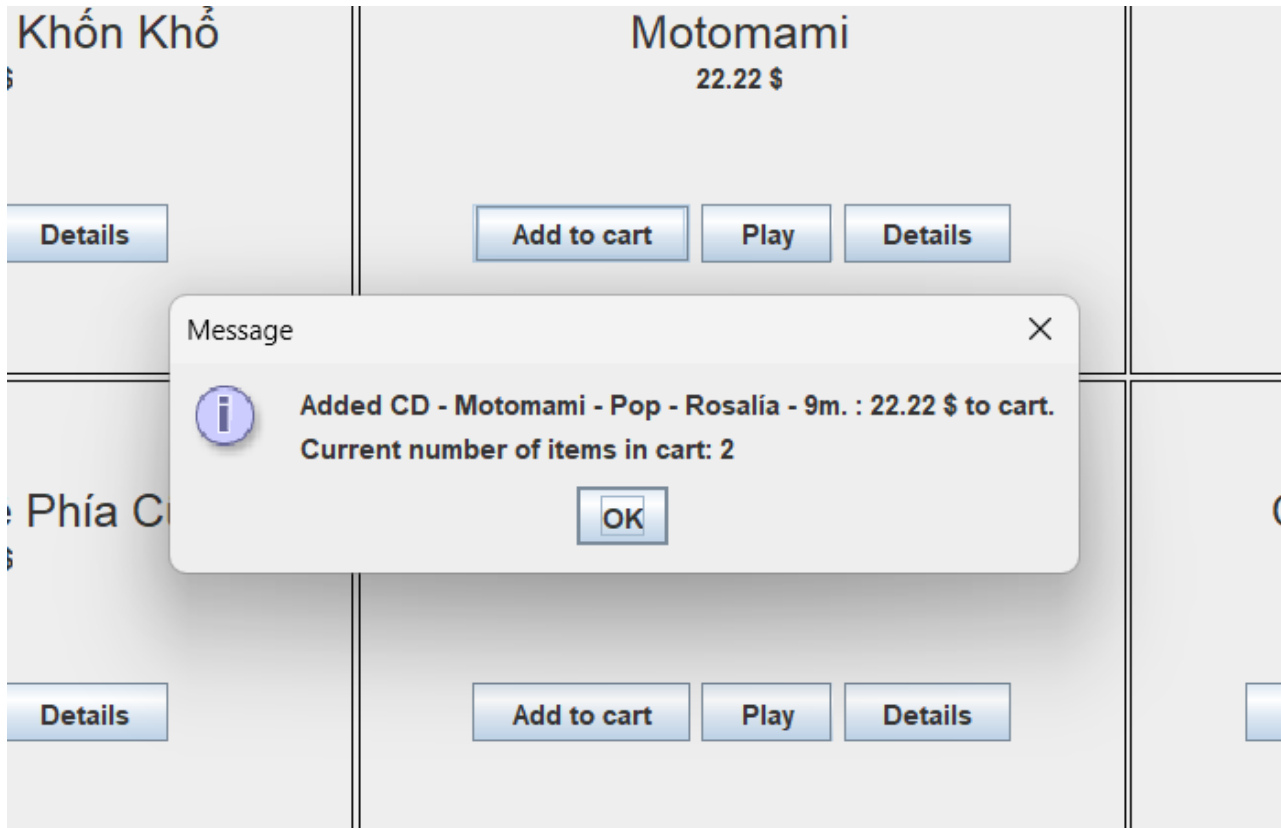 Khốn Khổ
Motomami
$
22.22 $
Details
Add to cart
Play
Details
Message
Added CD - Motomami - Pop - Rosalía - 9m. : 22.22 $ to cart.
Current number of items in cart: 2
OK
Phía
$
Details
Add to cart
Play
Details